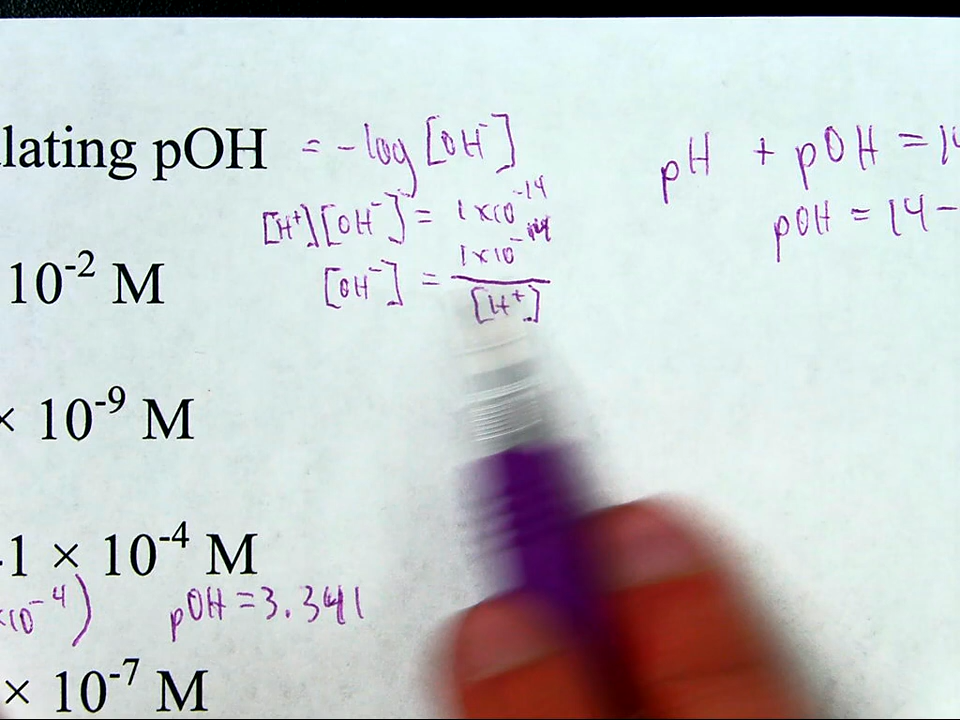 lating pOH = -log [OH⁻]
pH + pOH = 14
[H⁺][OH⁻] = 1×10⁻¹⁴
pOH = 14 -
10⁻² M
[OH⁻] = 1×10⁻¹⁴ / [H⁺]
× 10⁻⁹ M
1 × 10⁻⁴ M
×10⁻⁴) pOH = 3.341
× 10⁻⁷ M